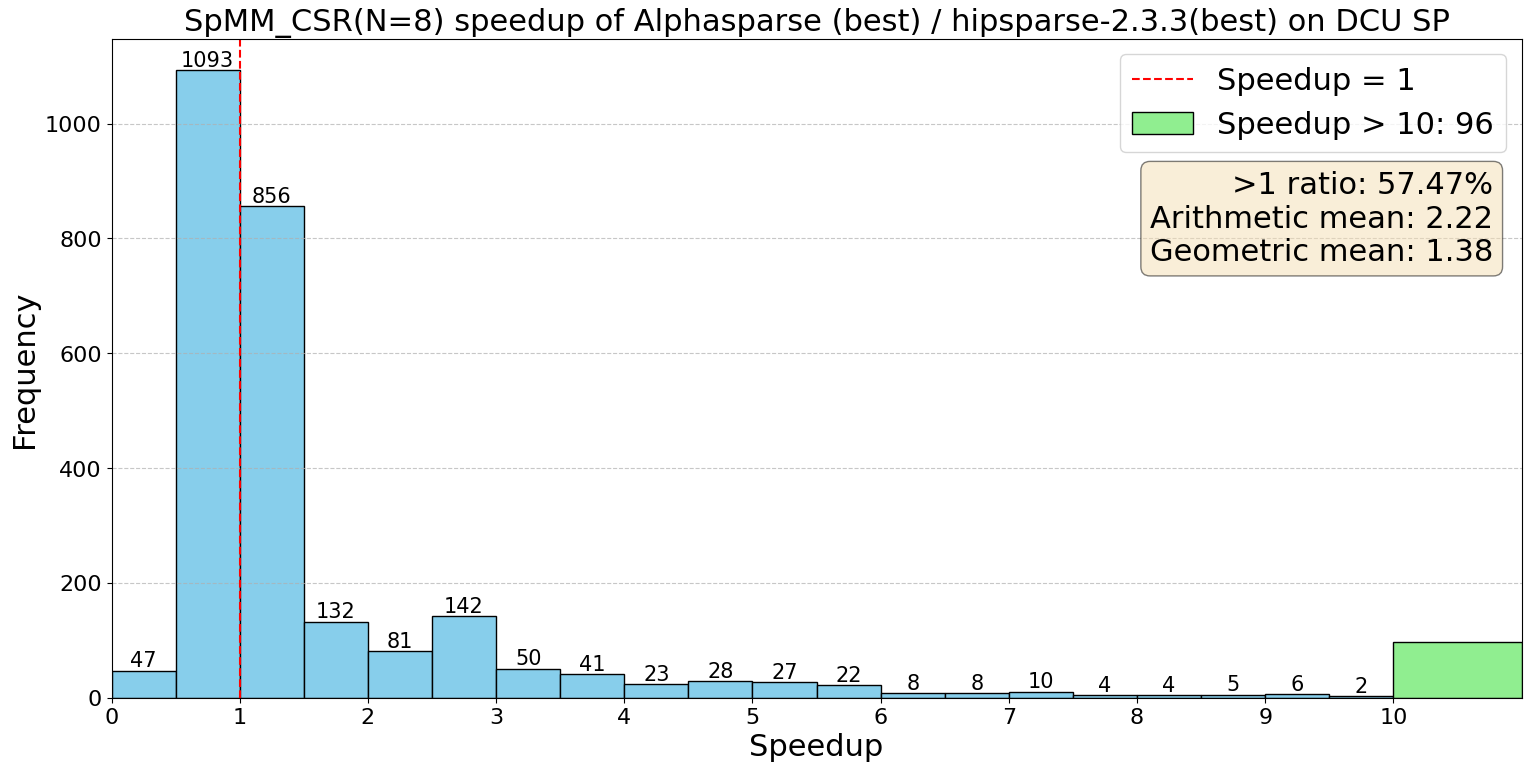 SpMM_CSR(N=8) speedup of Alphasparse (best) / hipsparse-2.3.3(best) on DCU SP
Speedup = 1
Speedup > 10: 96
>1 ratio: 57.47%
Arithmetic mean: 2.22
Geometric mean: 1.38
Frequency
1000
800
600
400
200
0
47
1093
856
132
81
142
50
41
23
28
27
22
8
8
10
4
4
5
6
2
0 1 2 3 4 5 6 7 8 9 10
Speedup